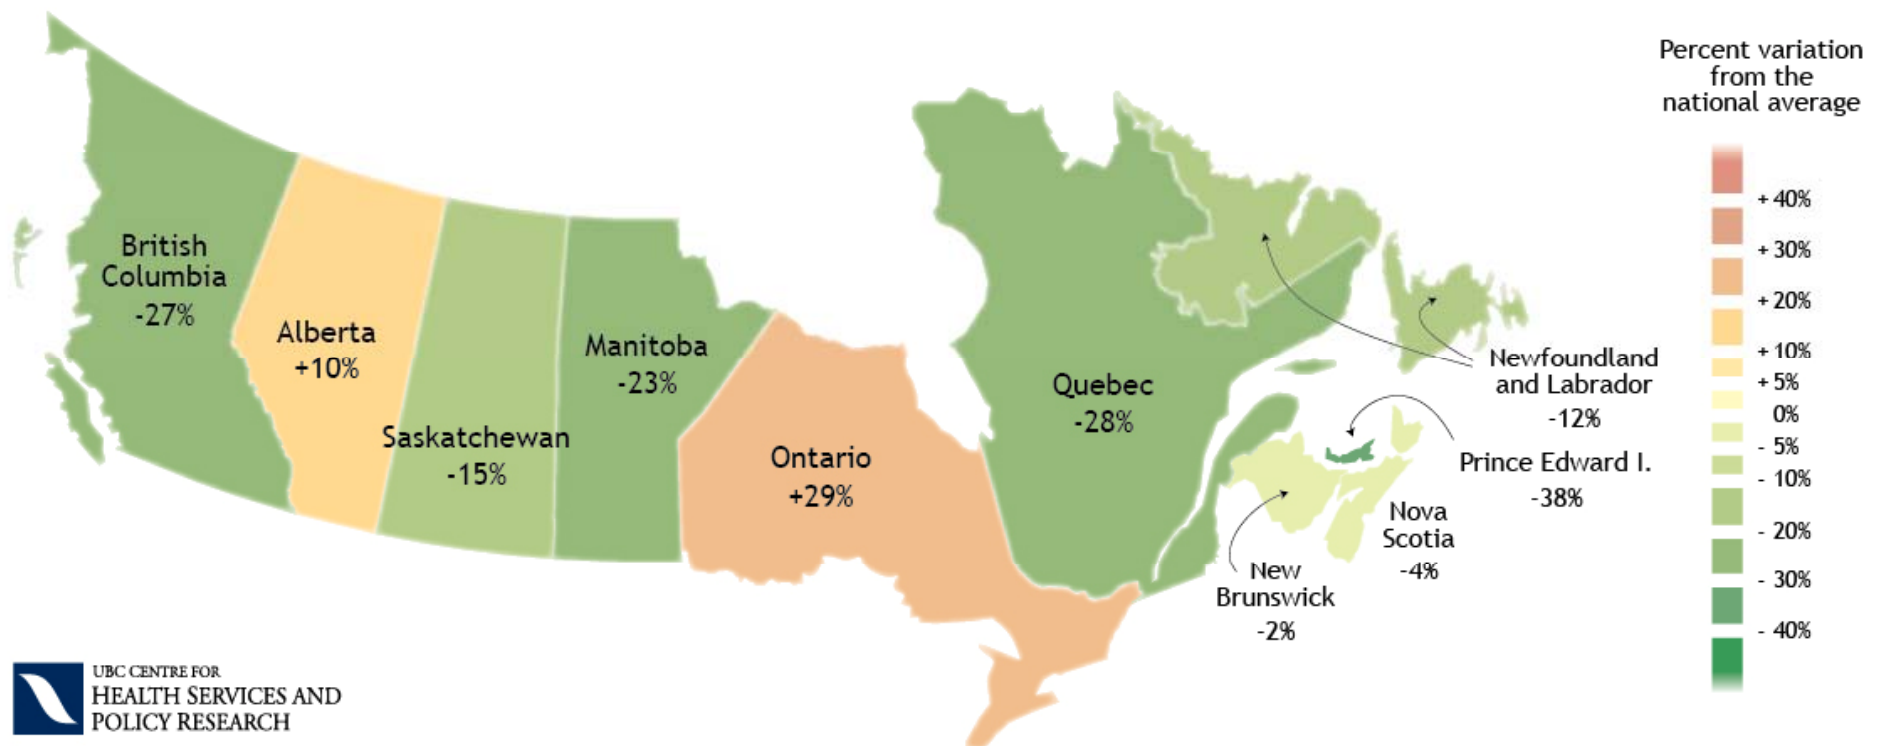 Percent variation
from the
national average
+ 40%
+ 30%
+ 20%
+ 10%
+ 5%
0%
- 5%
- 10%
- 20%
- 30%
- 40%
British
Columbia
-27%
Alberta
+10%
Saskatchewan
-15%
Manitoba
-23%
Ontario
+29%
Quebec
-28%
Newfoundland
and Labrador
-12%
Prince Edward I.
-38%
Nova
Scotia
-4%
New
Brunswick
-2%
UBC CENTRE FOR
HEALTH SERVICES AND
POLICY RESEARCH